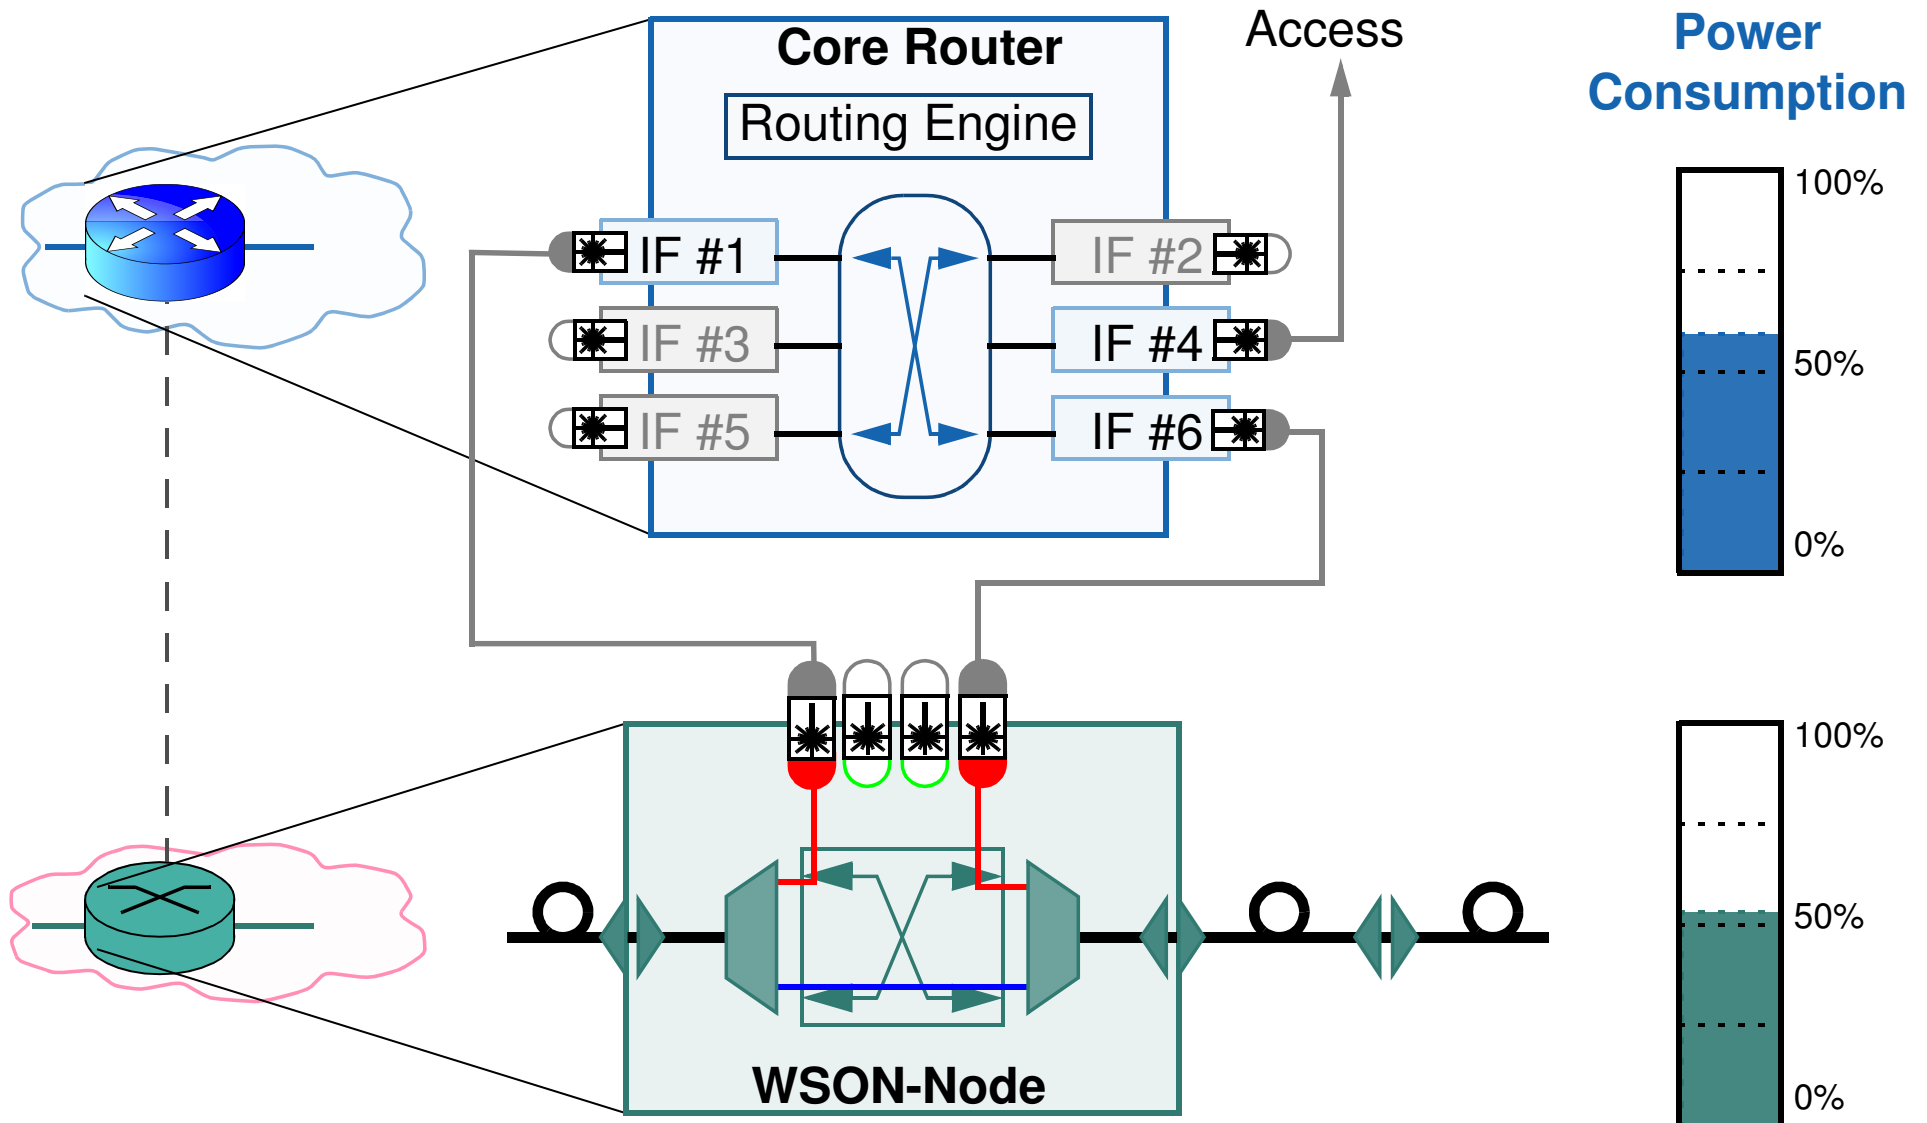 Core Router
Routing Engine
Access
Power
Consumption
IF #1
IF #2
IF #3
IF #4
IF #5
IF #6
100%
50%
0%
WSON-Node
100%
50%
0%